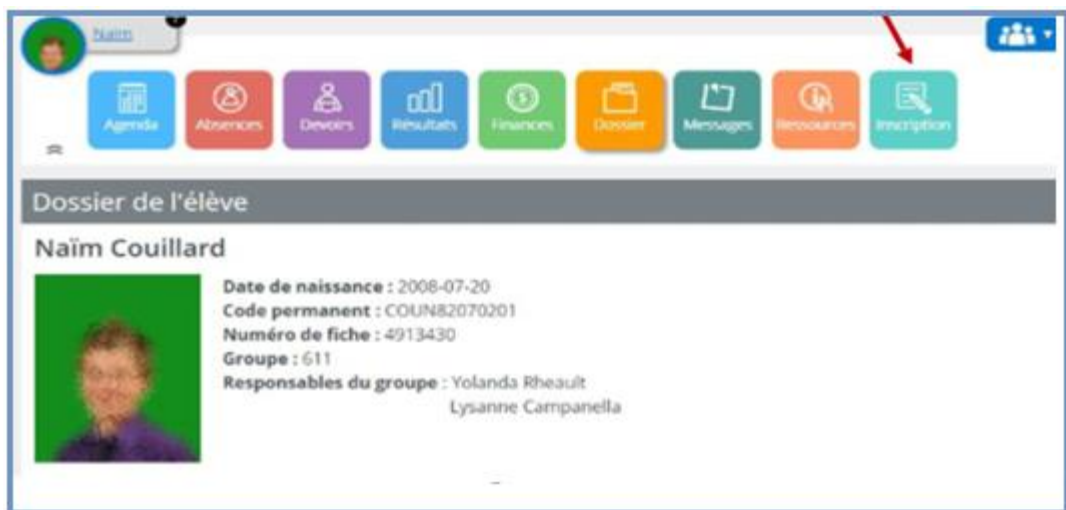 Naïm
Agenda Absences Devoirs Résultats Finances Dossier Messages Ressources Inscription
Dossier de l'élève
Naïm Couillard
Date de naissance : 2008-07-20
Code permanent : COUN82070201
Numéro de fiche : 4913430
Groupe : 611
Responsables du groupe : Yolanda Rheault
Lysanne Campanella